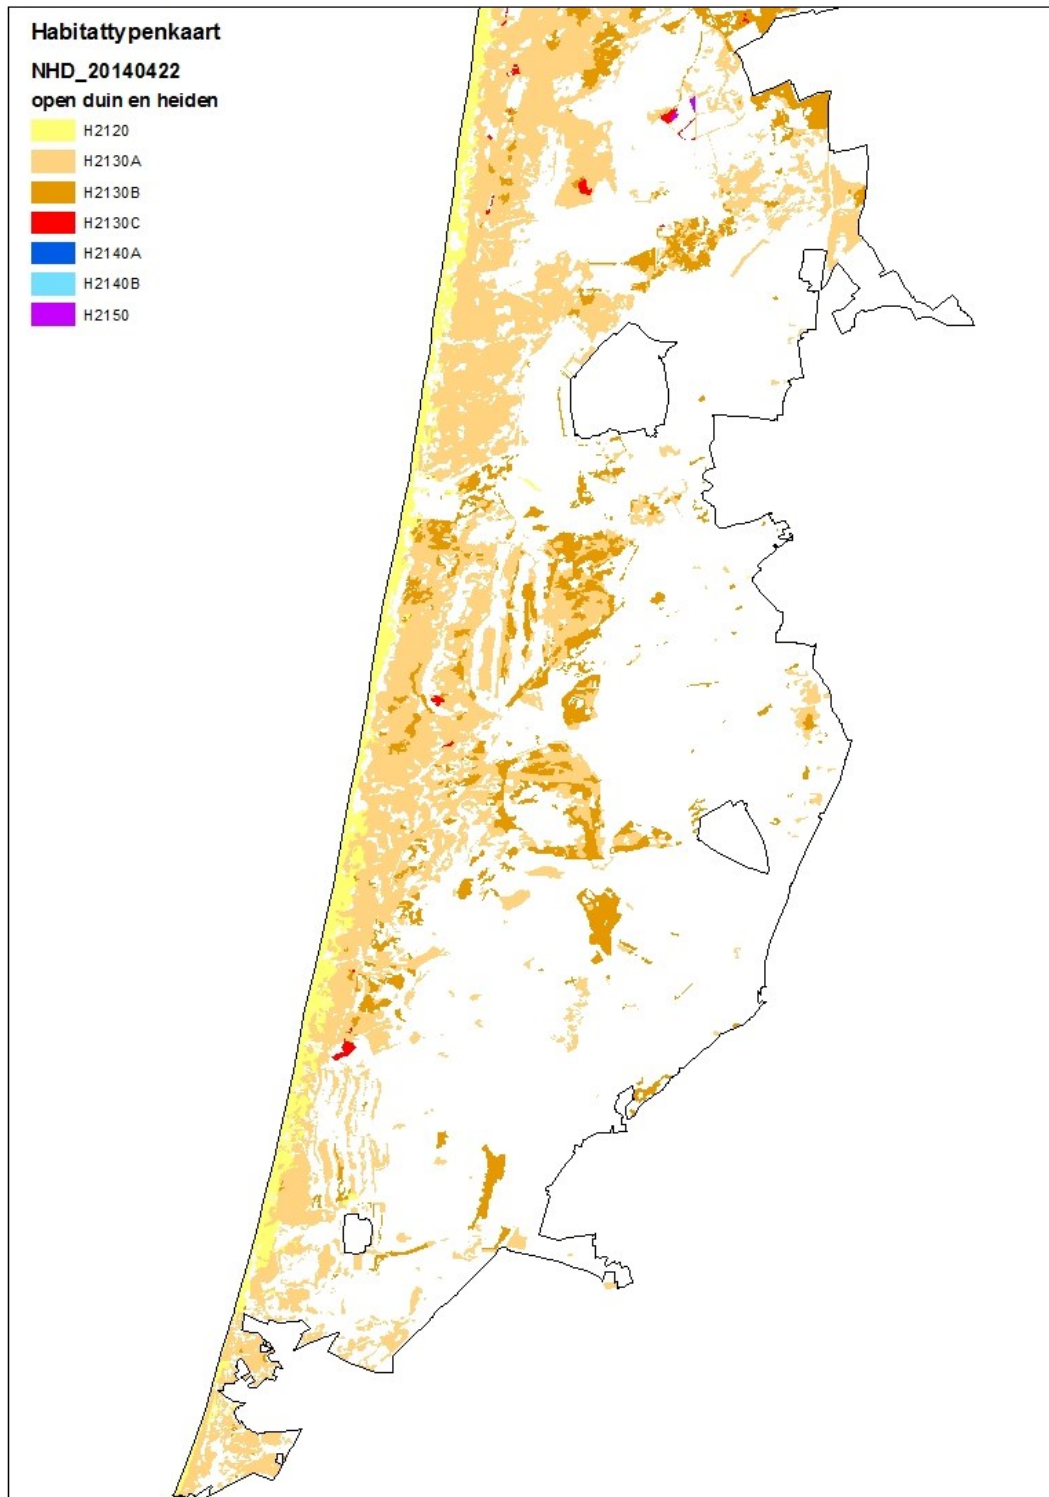 Habitattypenkaart
NHD_20140422
open duin en heiden
H2120
H2130A
H2130B
H2130C
H2140A
H2140B
H2150